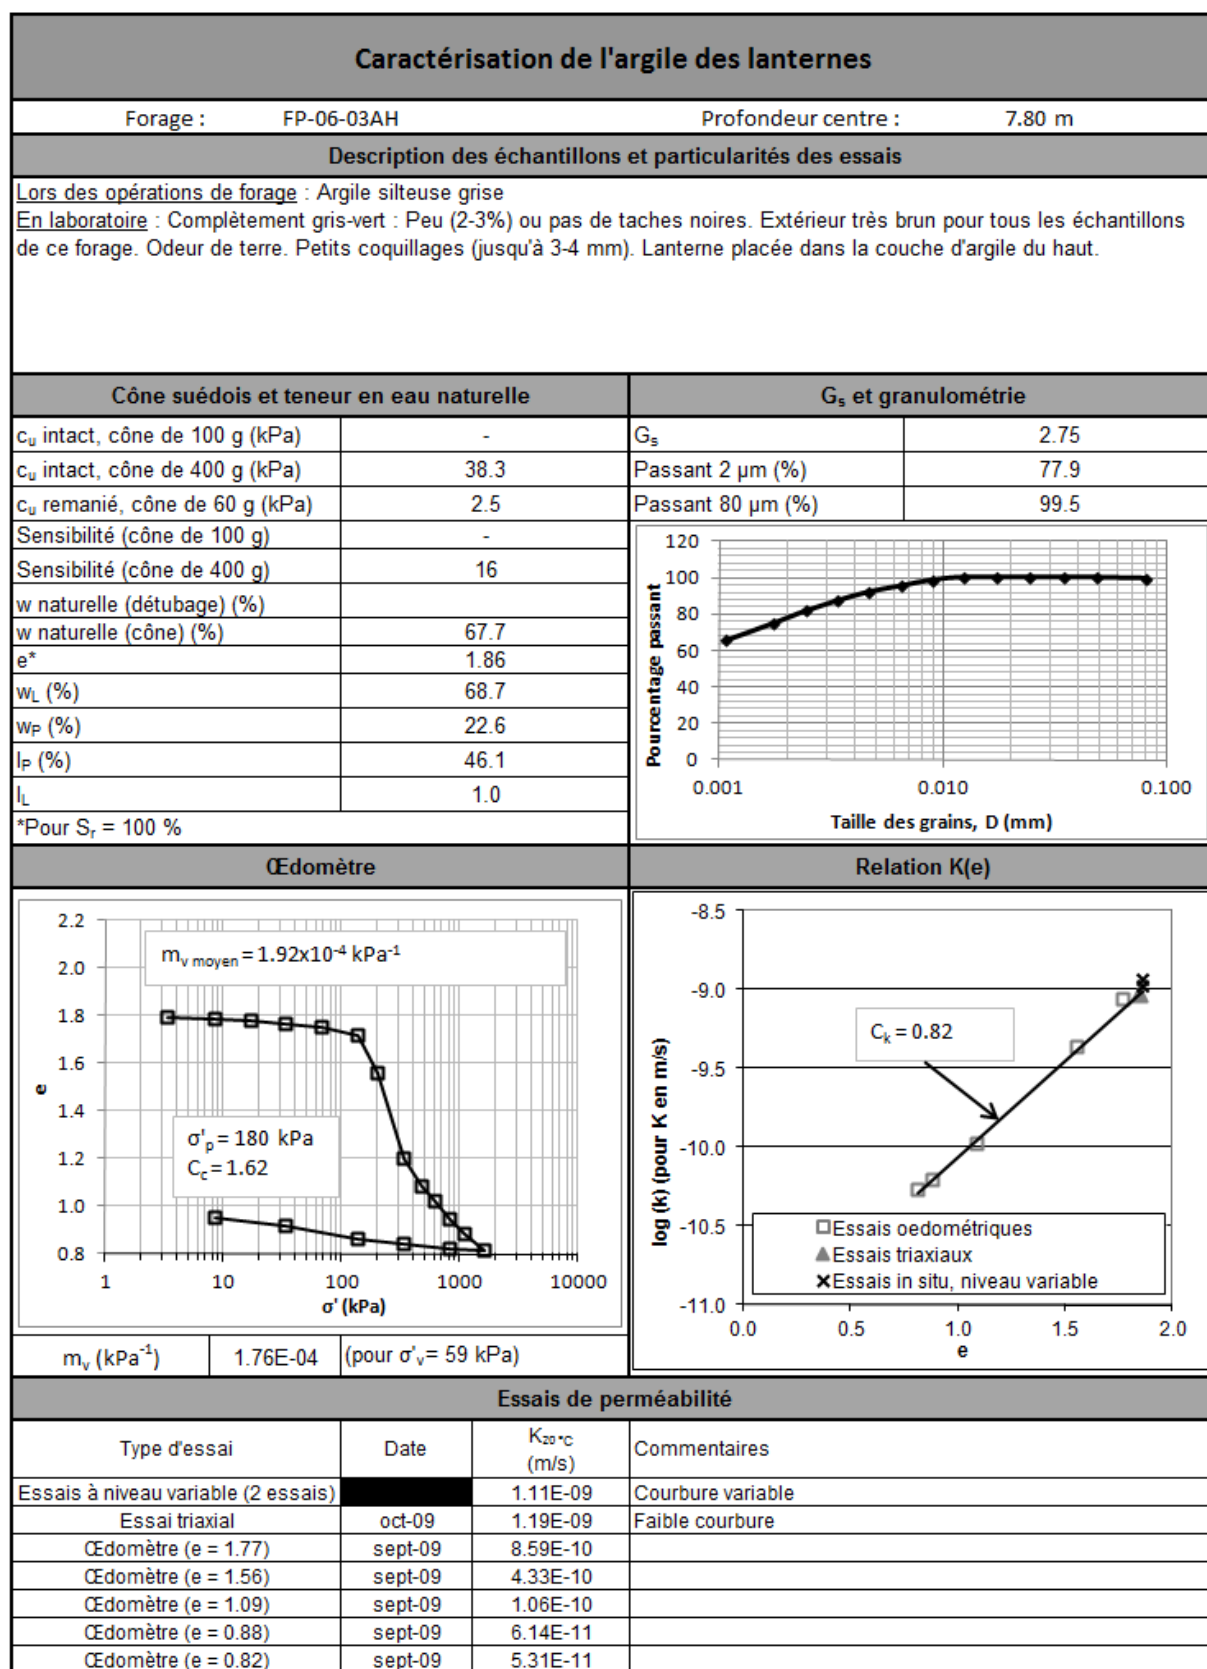 Caractérisation de l'argile des lanternes
Forage : FP-06-03AH Profondeur centre : 7.80 m
Description des échantillons et particularités des essais
Lors des opérations de forage : Argile silteuse grise
En laboratoire : Complètement gris-vert : Peu (2-3%) ou pas de taches noires. Extérieur très brun pour tous les échantillons
de ce forage. Odeur de terre. Petits coquillages (jusqu'à 3-4 mm). Lanterne placée dans la couche d'argile du haut.
Cône suédois et teneur en eau naturelle
cu intact, cône de 100 g (kPa) -
cu intact, cône de 400 g (kPa) 38.3
cu remanié, cône de 60 g (kPa) 2.5
Sensibilité (cône de 100 g) -
Sensibilité (cône de 400 g) 16
w naturelle (détubage) (%)
w naturelle (cône) (%) 67.7
e* 1.86
wL (%) 68.7
wP (%) 22.6
IP (%) 46.1
IL 1.0
*Pour Sr = 100 %
Gs et granulométrie
Gs 2.75
Passant 2 µm (%) 77.9
Passant 80 µm (%) 99.5
Pourcentage passant
120
100
80
60
40
20
0
0.001 0.010 0.100
Taille des grains, D (mm)
Œdomètre
e
2.2
2.0
1.8
1.6
1.4
1.2
1.0
0.8
mv moyen = 1.92x10-4 kPa-1
σ'p = 180 kPa
Cc = 1.62
1 10 100 1000 10000
σ' (kPa)
mv (kPa-1) 1.76E-04 (pour σ'v= 59 kPa)
Relation K(e)
log (k) (pour K en m/s)
-8.5
-9.0
-9.5
-10.0
-10.5
-11.0
Ck = 0.82
Essais oedométriques
Essais triaxiaux
Essais in situ, niveau variable
0.0 0.5 1.0 1.5 2.0
e
Essais de perméabilité
Type d'essai Date K20°C (m/s) Commentaires
Essais à niveau variable (2 essais) 1.11E-09 Courbure variable
Essai triaxial oct-09 1.19E-09 Faible courbure
Œdomètre (e = 1.77) sept-09 8.59E-10
Œdomètre (e = 1.56) sept-09 4.33E-10
Œdomètre (e = 1.09) sept-09 1.06E-10
Œdomètre (e = 0.88) sept-09 6.14E-11
Œdomètre (e = 0.82) sept-09 5.31E-11